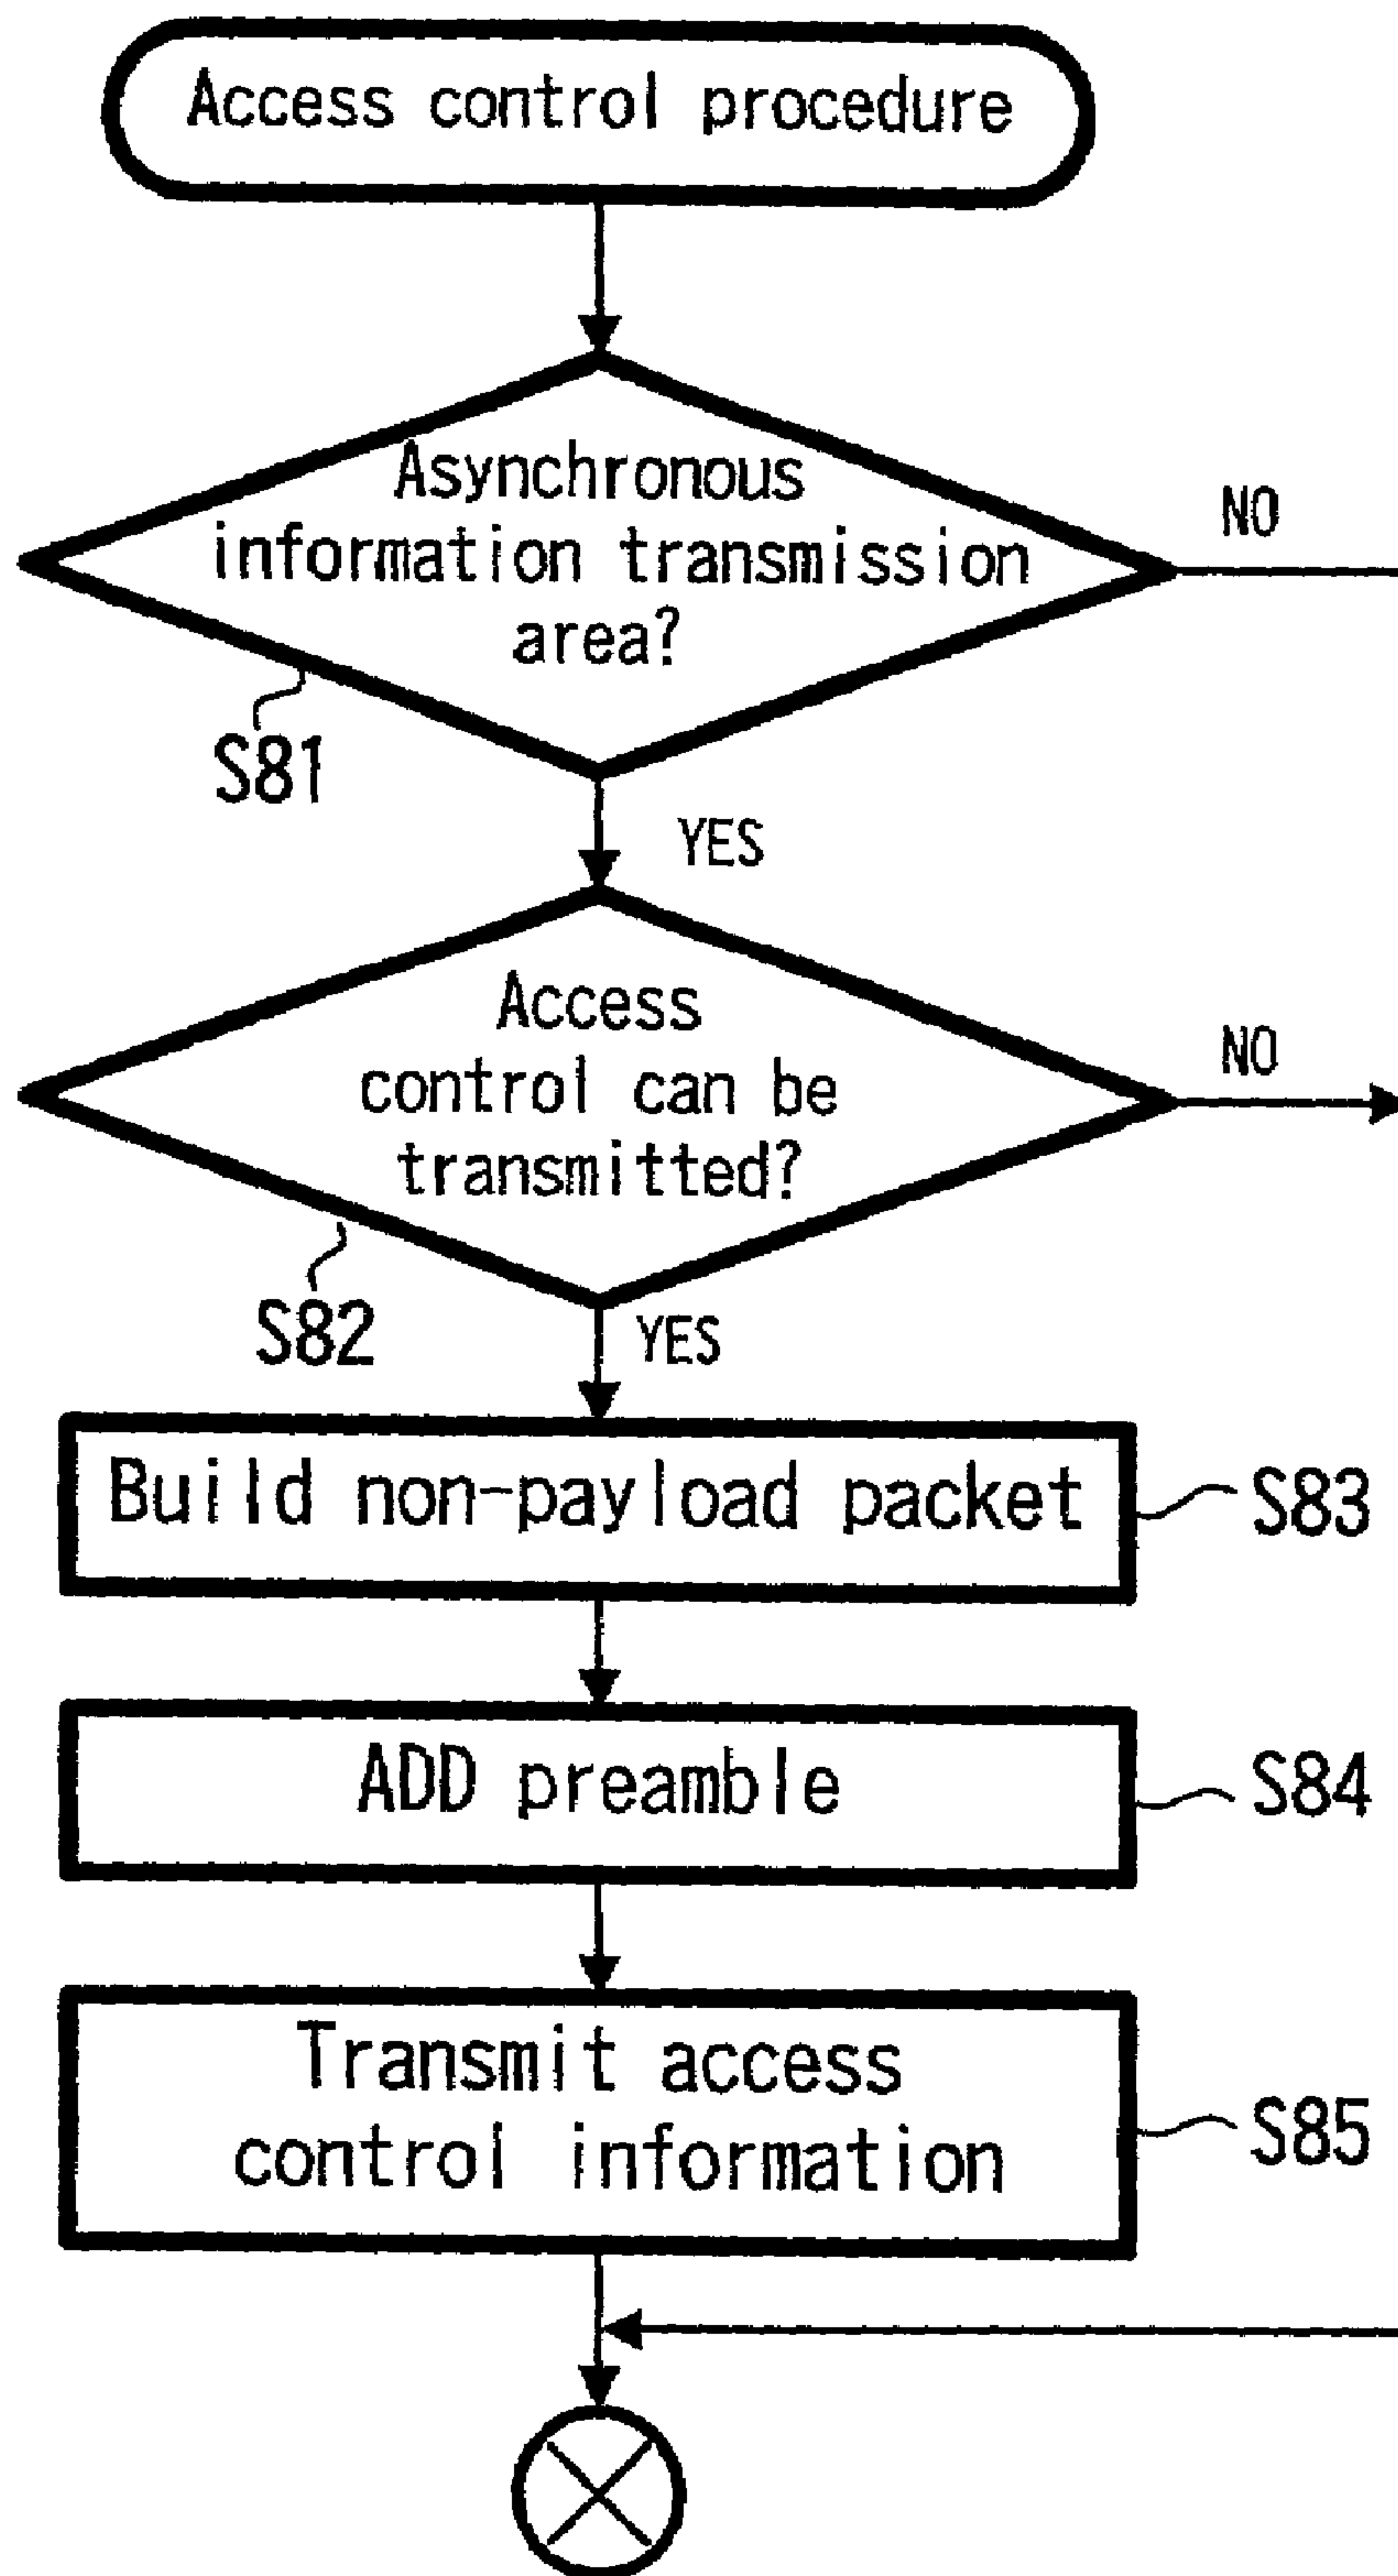 Access control procedure
Asynchronous
information transmission
area?
NO
S81
YES
Access
control can be
transmitted?
NO
S82
YES
Build non-payload packet
S83
ADD preamble
S84
Transmit access
control information
S85